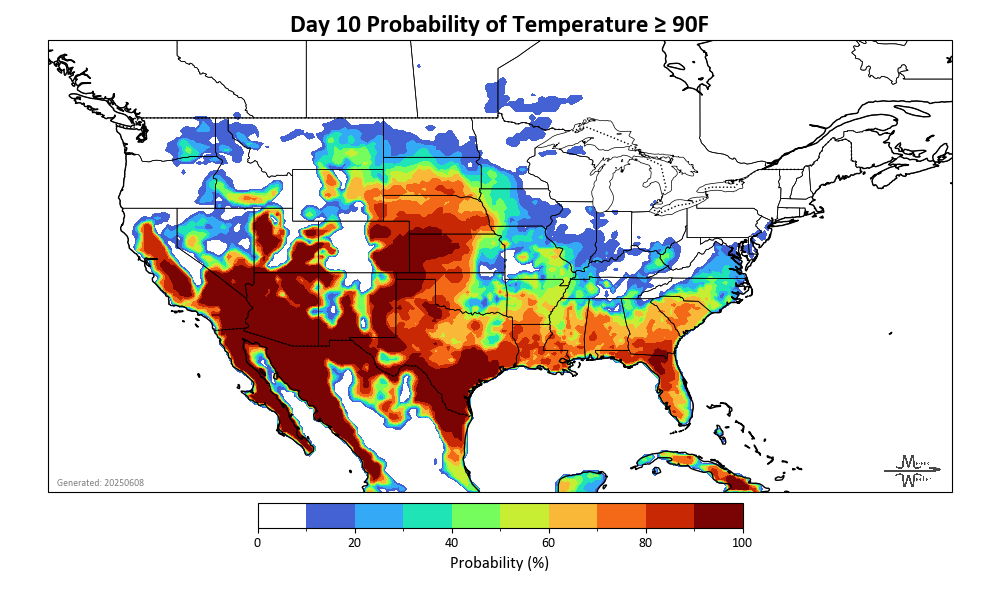 Day 10 Probability of Temperature ≥ 90F
Generated: 20250608
0 20 40 60 80 100
Probability (%)